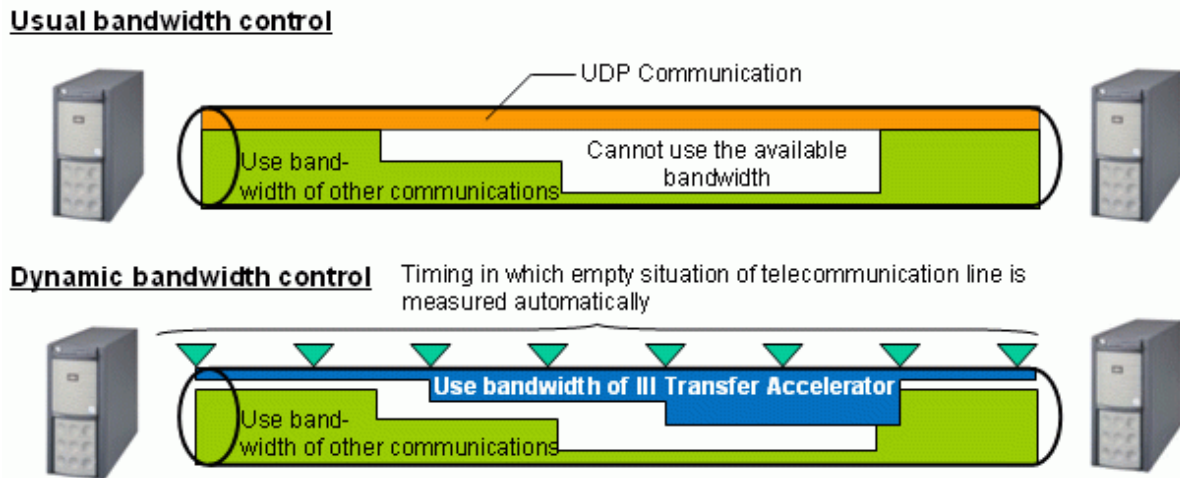 Usual bandwidth control
UDP Communication
Cannot use the available
bandwidth
Use band-
width of other communications
Dynamic bandwidth control
Timing in which empty situation of telecommunication line is
measured automatically
Use bandwidth of III Transfer Accelerator
Use band-
width of other communications